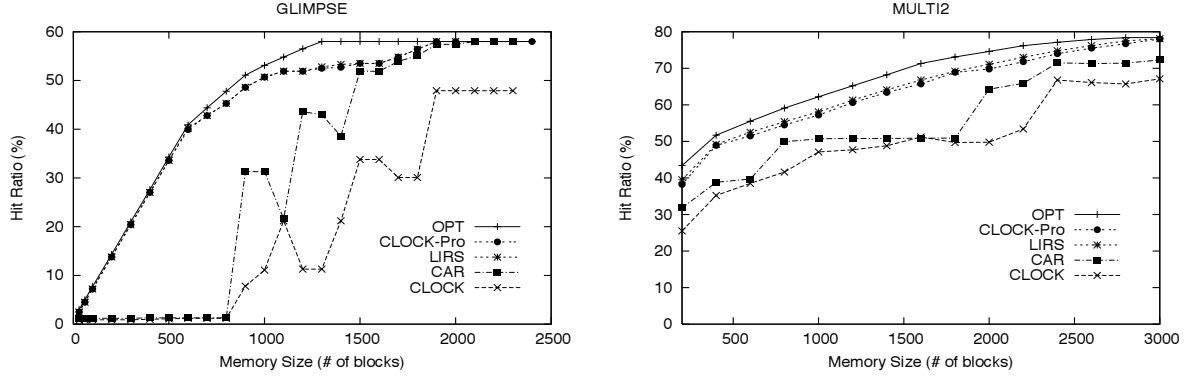 GLIMPSE
60
50
40
30
20
10
0
Hit Ratio (%)
OPT
CLOCK-Pro
LIRS
CAR
CLOCK
0 500 1000 1500 2000 2500
Memory Size (# of blocks)
MULTI2
80
70
60
50
40
30
20
10
0
Hit Ratio (%)
OPT
CLOCK-Pro
LIRS
CAR
CLOCK
500 1000 1500 2000 2500 3000
Memory Size (# of blocks)